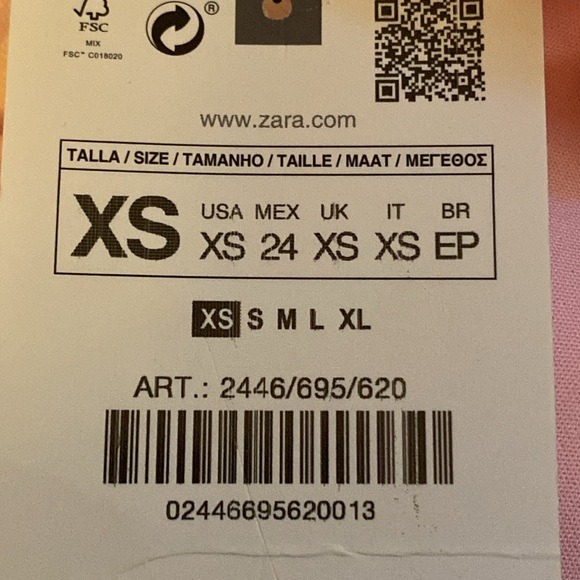 FSC
MIX
FSC™ C018020
®
www.zara.com
TALLA / SIZE / TAMANHO / TAILLE / MAAT / ΜΕΓΕΘΟΣ
XS
USA MEX UK IT BR
XS 24 XS XS EP
XS S M L XL
ART.: 2446/695/620
02446695620013